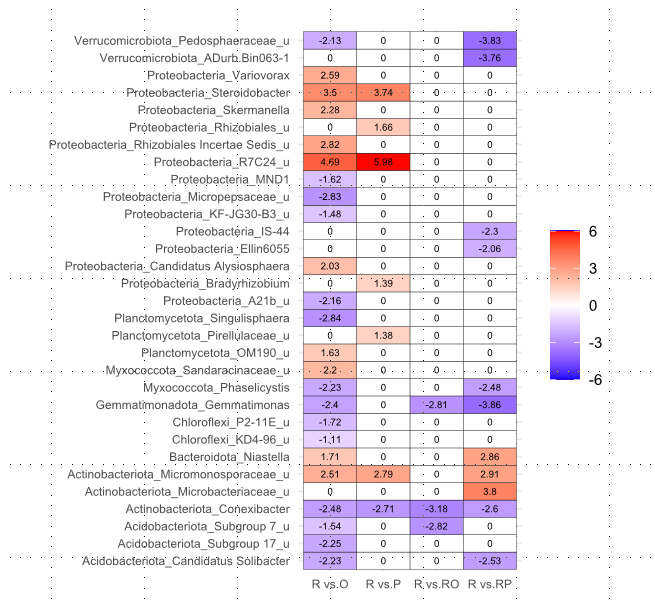 Verrucomicrobiota_Pedosphaeraceae_u -2.13 0 0 -3.83
Verrucomicrobiota_ADurb.Bin063-1 0 0 0 -3.76
Proteobacteria_Variovorax 2.59 0 0 0
Proteobacteria_Steroidobacter 3.5 3.74 0 0
Proteobacteria_Skermanella 2.28 0 0 0
Proteobacteria_Rhizobiales_u 0 1.66 0 0
Proteobacteria_Rhizobiales Incertae Sedis_u 2.82 0 0 0
Proteobacteria_R7C24_u 4.69 5.98 0 0
Proteobacteria_MND1 -1.62 0 0 0
Proteobacteria_Micropepsaceae_u -2.83 0 0 0
Proteobacteria_KF-JG30-B3_u -1.48 0 0 0
Proteobacteria_IS-44 0 0 0 -2.3
Proteobacteria_Ellin6055 0 0 0 -2.06
Proteobacteria_Candidatus Alysiosphaera 2.03 0 0 0
Proteobacteria_Bradyrhizobium 0 1.39 0 0
Proteobacteria_A21b_u -2.16 0 0 0
Planctomycetota_Singulisphaera -2.84 0 0 0
Planctomycetota_Pirellulaceae_u 0 1.38 0 0
Planctomycetota_OM190_u 1.63 0 0 0
Myxococcota_Sandaracinaceae_u 2.2 0 0 0
Myxococcota_Phaselicystis -2.23 0 0 -2.48
Gemmatimonadota_Gemmatimonas -2.4 0 -2.81 -3.86
Chloroflexi_P2-11E_u -1.72 0 0 0
Chloroflexi_KD4-96_u -1.11 0 0 0
Bacteroidota_Niastella 1.71 0 0 2.86
Actinobacteriota_Micromonosporaceae_u 2.51 2.79 0 2.91
Actinobacteriota_Microbacteriaceae_u 0 0 0 3.8
Actinobacteriota_Conexibacter -2.48 -2.71 -3.18 -2.6
Acidobacteriota_Subgroup 7_u -1.54 0 -2.82 0
Acidobacteriota_Subgroup 17_u -2.25 0 0 0
Acidobacteriota_Candidatus Solibacter -2.23 0 0 -2.53
R vs.O R vs.P R vs.RO R vs.RP
6
3
0
-3
-6